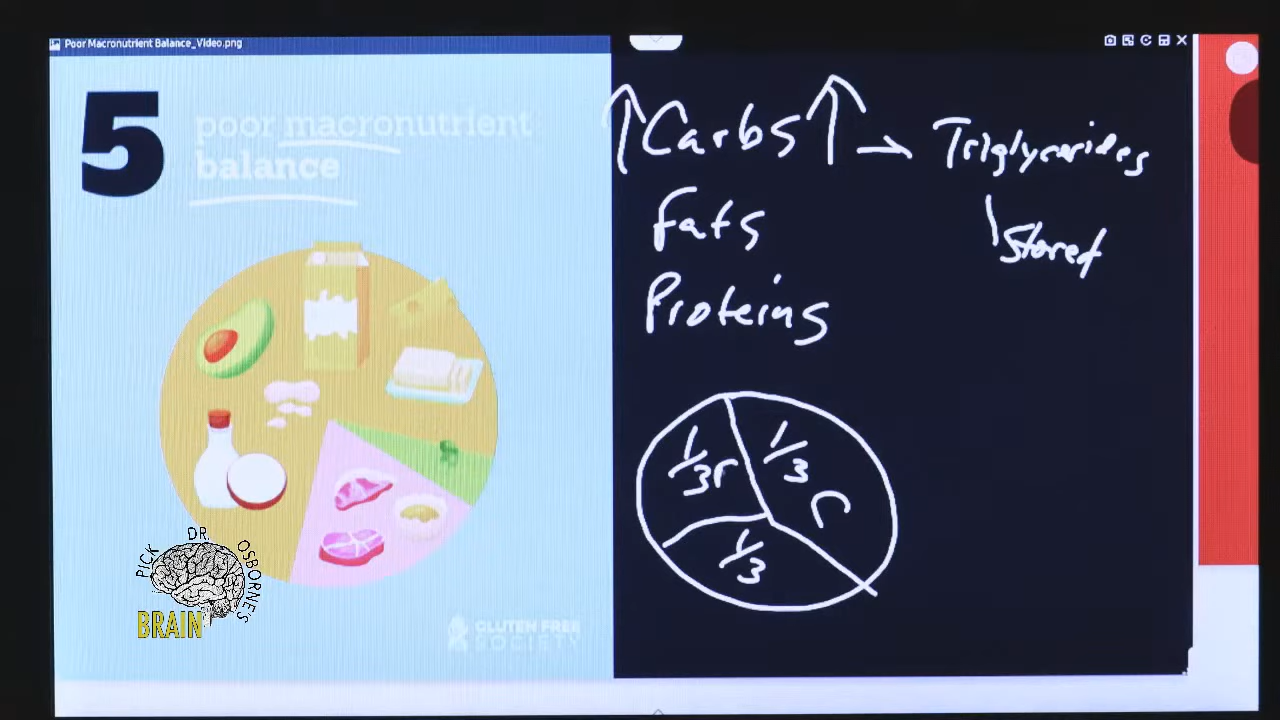 Poor Macronutrient Balance_Video.png
5
poor macronutrient
balance
PICK DR. OSBORNES
BRAIN
GLUTEN FREE
SOCIETY
↑ Carbs ↑ → Triglycerides
Stored
Fats
Proteins
1/3
1/3
1/3